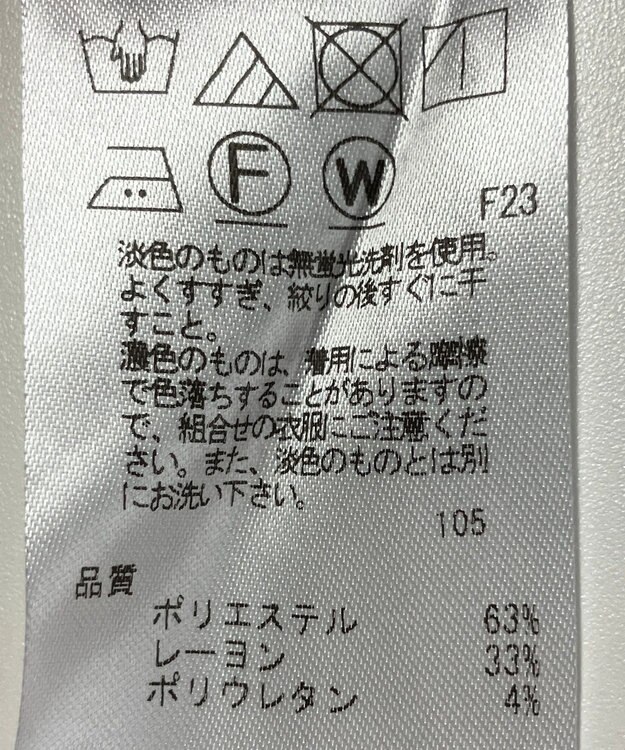 F
W
F23
淡色のものは無蛍光洗剤を使用。
よくすすぎ、絞りの後すぐに干
すこと。
濃色のものは、着用による摩擦
で色落ちすることがありますの
で、組合せの衣服にご注意くだ
さい。また、淡色のものとは別
にお洗い下さい。
105
品質
ポリエステル 63%
レーヨン 33%
ポリウレタン 4%